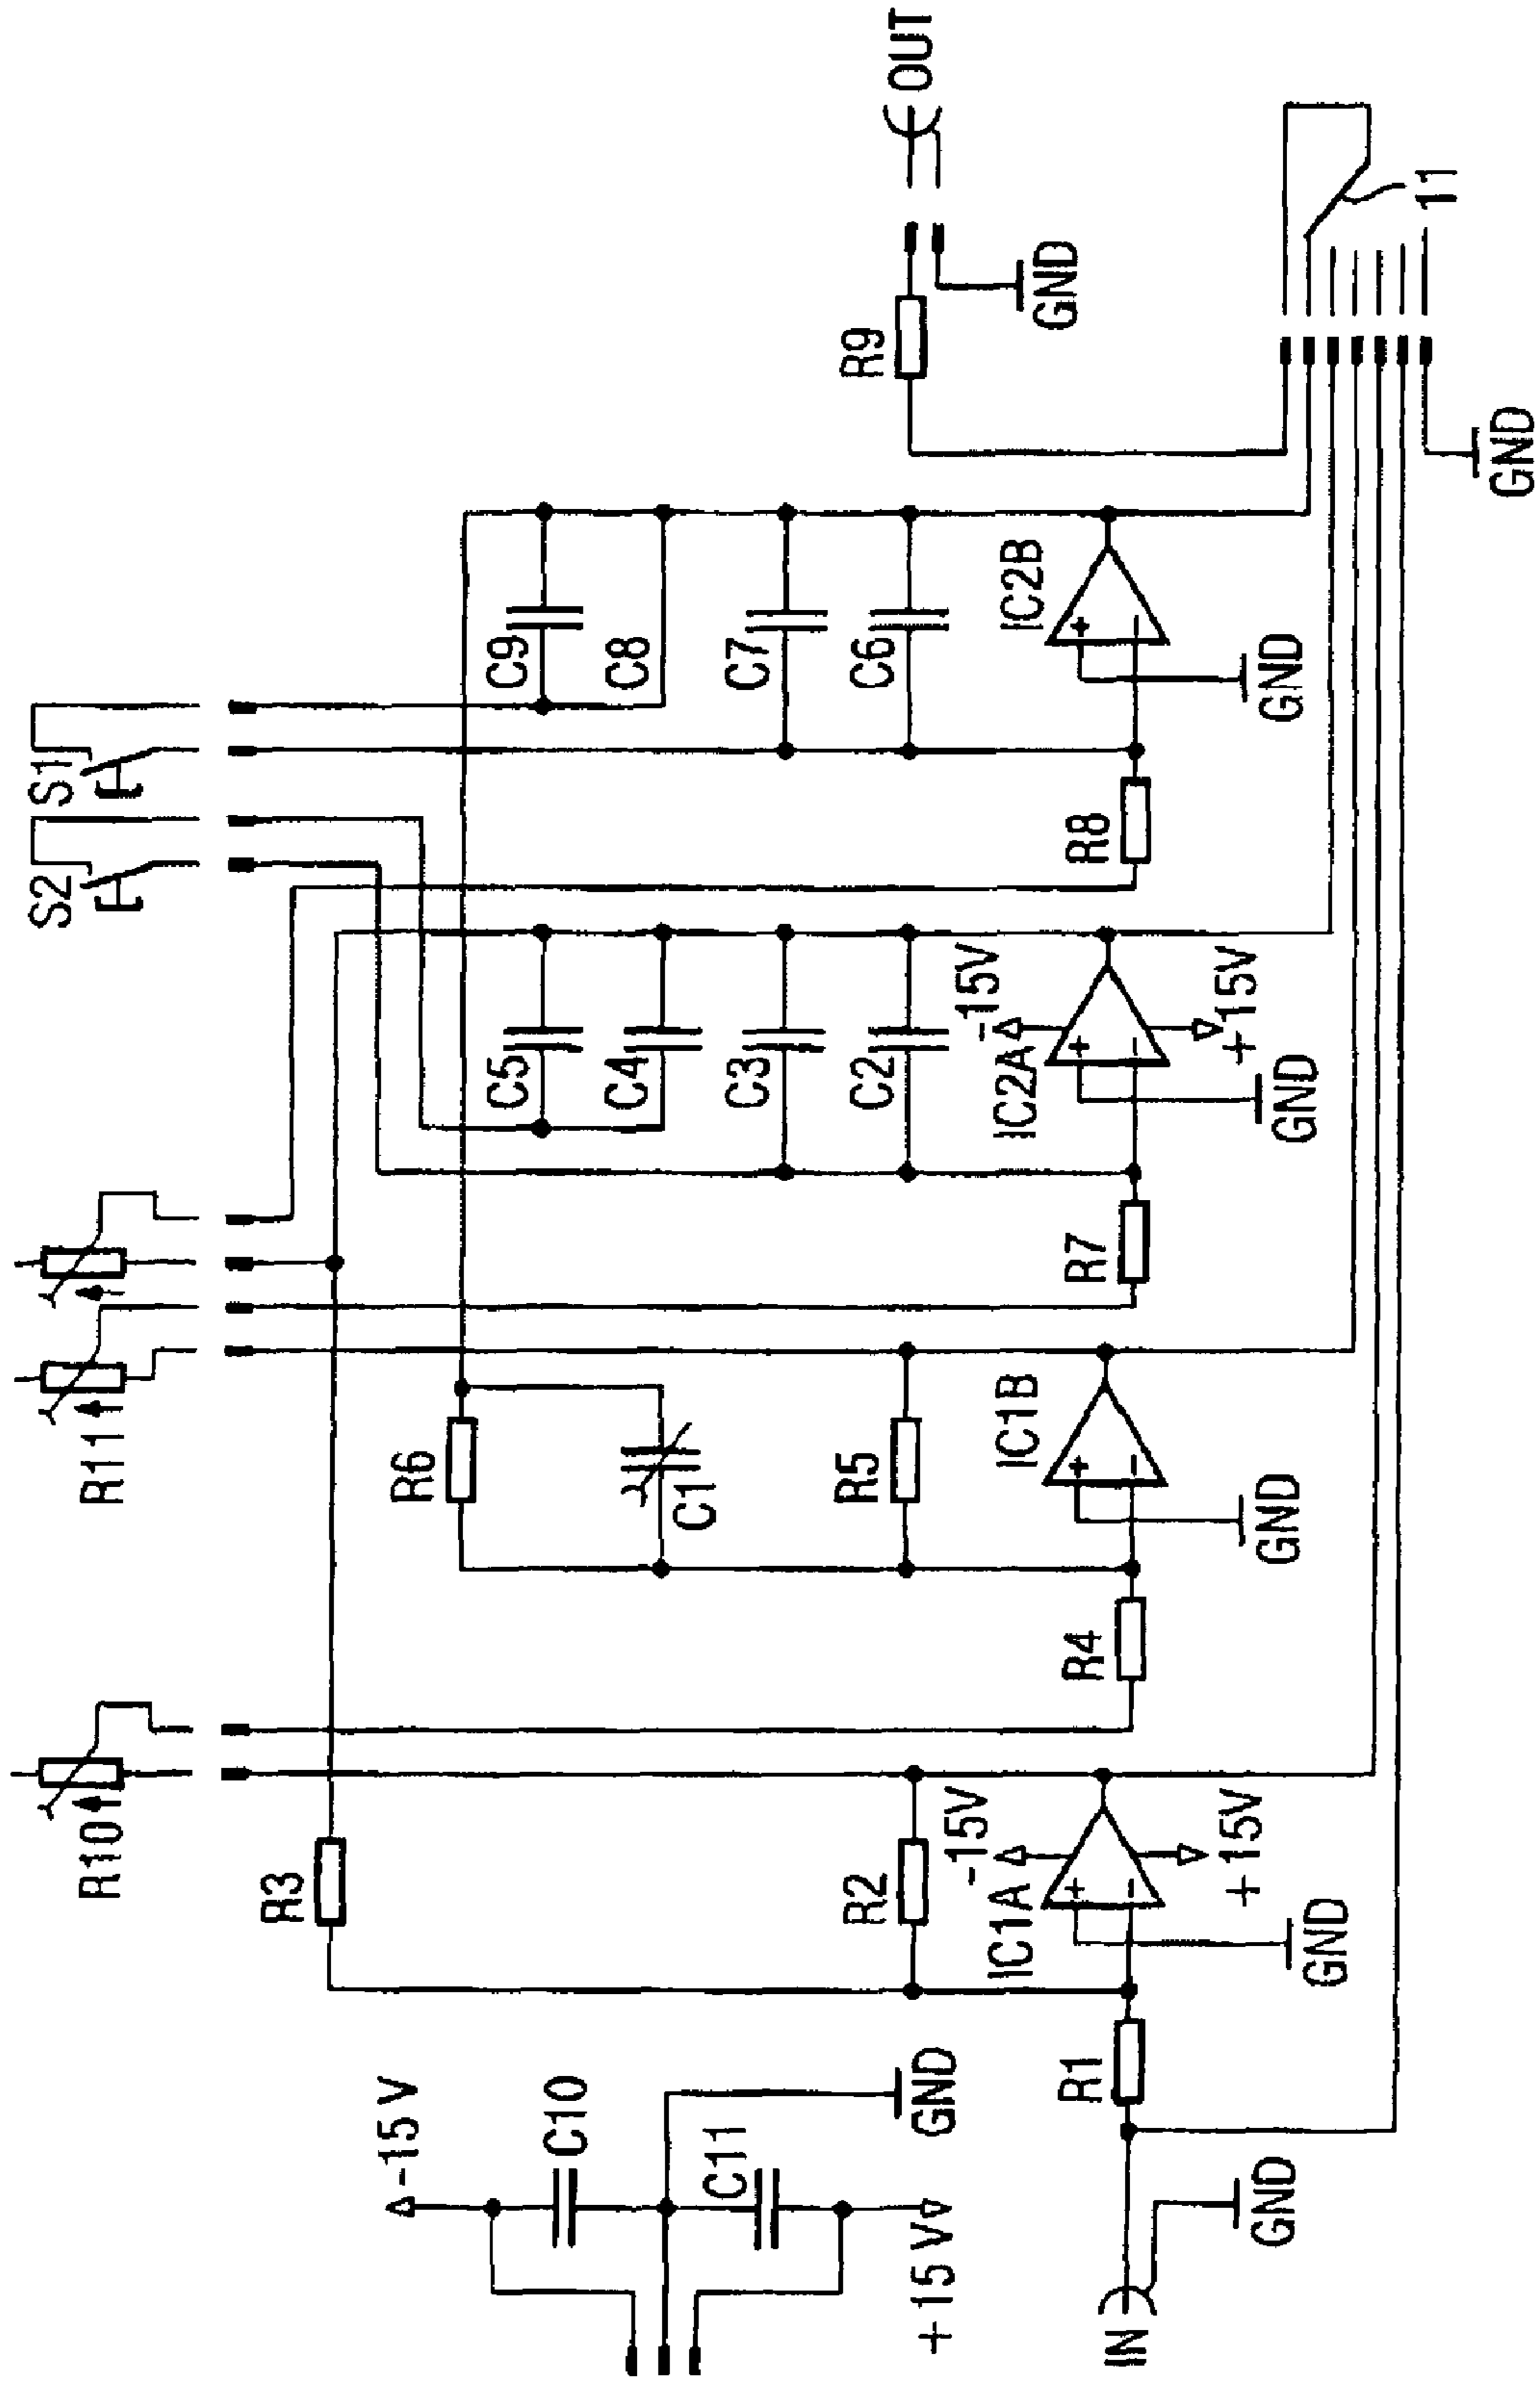 S2
S1
R11
R10
C9
C8
C7
C6
IC2B
GND
R9
OUT
GND
11
GND
R8
C5
C4
C3
C2
-15V
IC2A
+15V
GND
R7
R6
C1
R5
IC1B
GND
R4
R3
R2
-15V
IC1A
+15V
GND
R1
-15 V
C10
C11
GND
+15 V
IN
GND